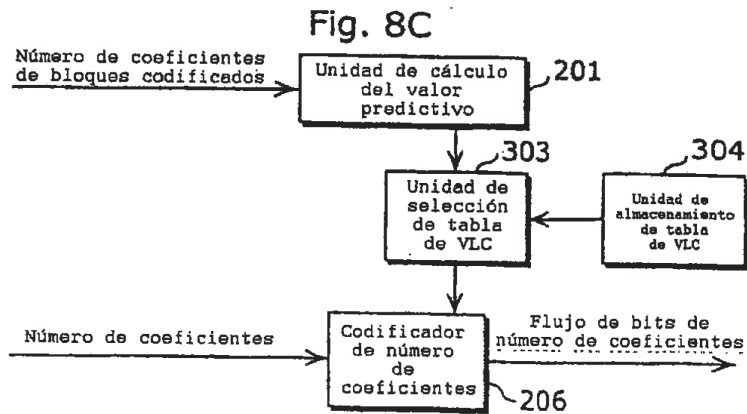 Fig. 8C
Número de coeficientes
de bloques codificados
Unidad de cálculo
del valor
predictivo
201
303
Unidad de
selección
de tabla
de VLC
304
Unidad de
almacenamiento
de tabla
de VLC
Número de coeficientes
Codificador
de número
de
coeficientes
206
Flujo de bits de
número de coeficientes